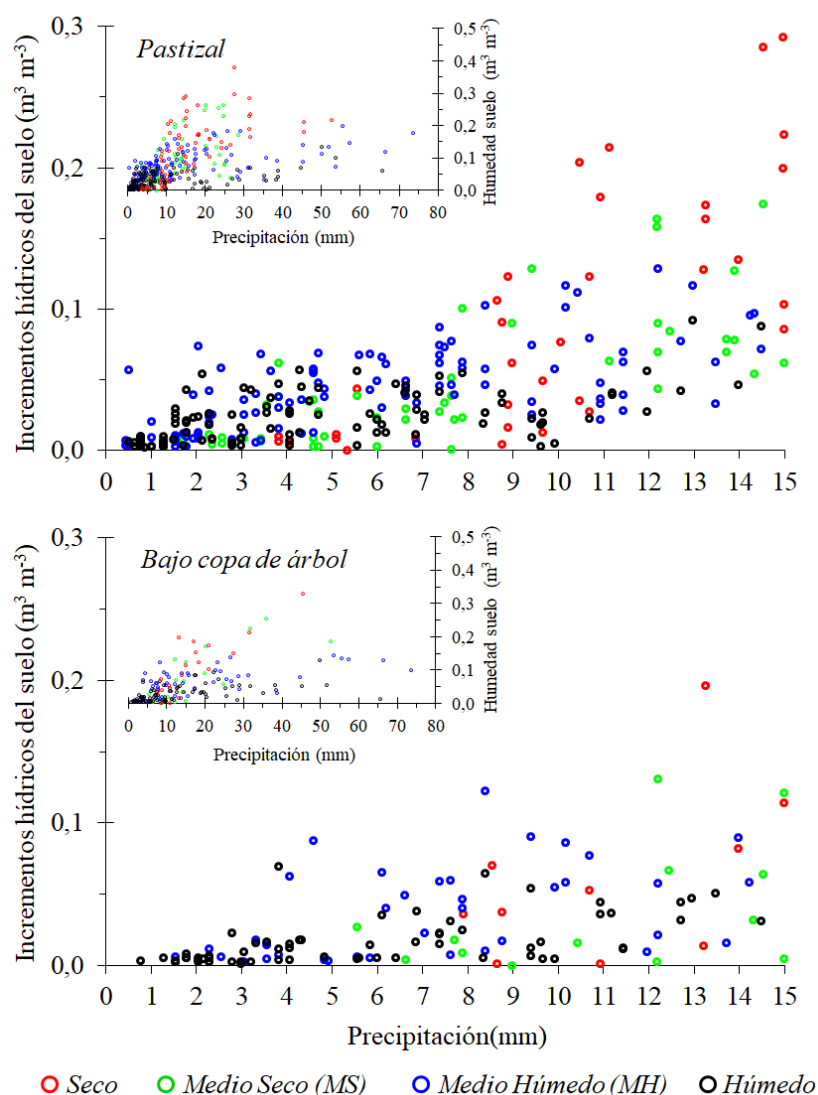 Incrementos hídricos del suelo (m³ m⁻³)
0,3
0,2
0,1
0,0
0 1 2 3 4 5 6 7 8 9 10 11 12 13 14 15
Pastizal
0,5
0,4
0,3
0,2
0,1
0,0
Humedad suelo (m³ m⁻³)
0 10 20 30 40 50 60 70 80
Precipitación (mm)
Incrementos hídricos del suelo (m³ m⁻³)
0,3
0,2
0,1
0,0
0 1 2 3 4 5 6 7 8 9 10 11 12 13 14 15
Bajo copa de árbol
0,5
0,4
0,3
0,2
0,1
0,0
Humedad suelo (m³ m⁻³)
0 10 20 30 40 50 60 70 80
Precipitación (mm)
Precipitación(mm)
Seco Medio Seco (MS) Medio Húmedo (MH) Húmedo